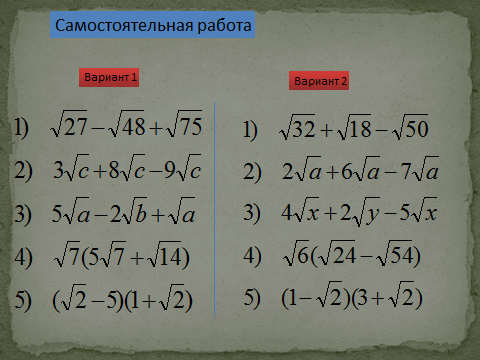 Самостоятельная работа
Вариант 1
1) √27 − √48 + √75
2) 3√c + 8√c − 9√c
3) 5√a − 2√b + √a
4) √7(5√7 + √14)
5) (√2 − 5)(1 + √2)
Вариант 2
1) √32 + √18 − √50
2) 2√a + 6√a − 7√a
3) 4√x + 2√y − 5√x
4) √6(√24 − √54)
5) (1 − √2)(3 + √2)